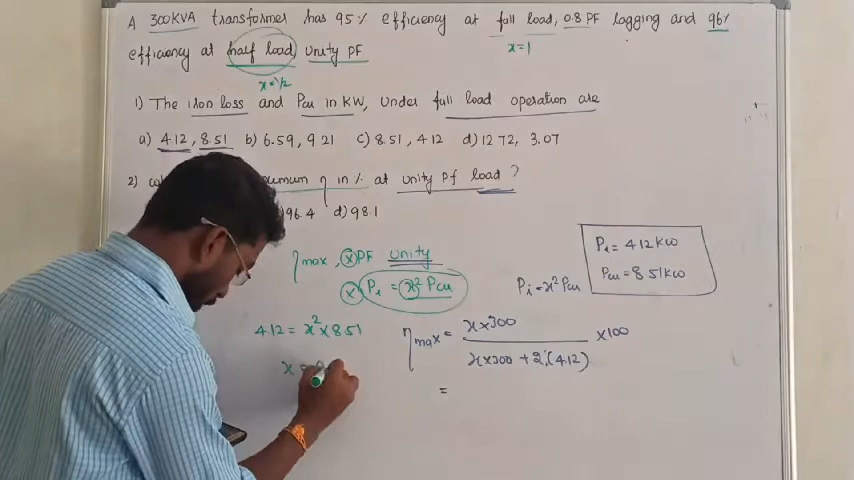 A 300KVA transformer has 95% efficiency at full load, 0.8 PF lagging and 96%
efficiency at half load unity PF
x=1
x=1/2
1) The iron loss and Pcu in KW, Under full load operation are
a) 4.12, 8.51 b) 6.59, 9.21 c) 8.51, 4.12 d) 12.72, 3.07
2) η in % at unity Pf load ?
96.4 d) 98.1
ηmax, x PF unity
x Pi = x² Pcu
Pi = x² Pcu
Pi = 4.12 KW
Pcu = 8.51 KW
4.12 = x² x 8.51
x =
ηmax = x x 300 / x x 300 + 2(4.12) x 100
=